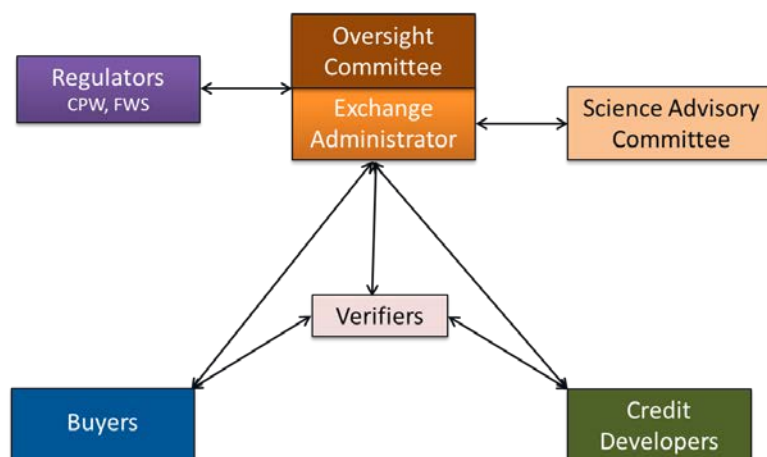 Oversight
Committee
Regulators
CPW, FWS
Exchange
Administrator
Science Advisory
Committee
Verifiers
Buyers
Credit
Developers